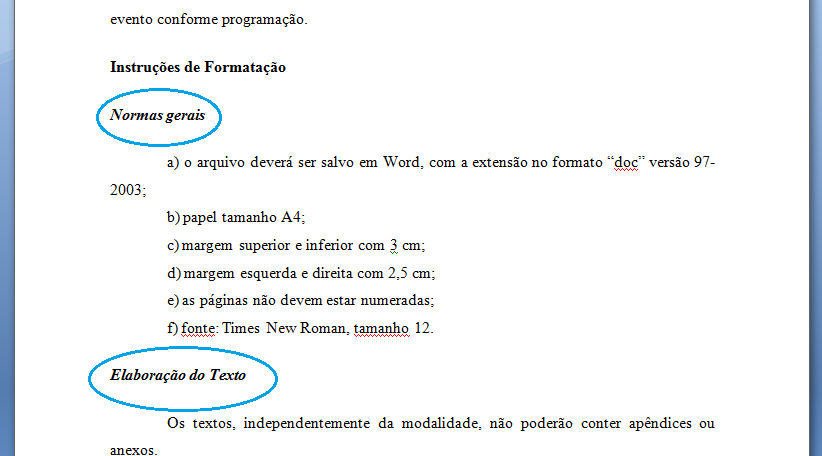 evento conforme programação.
Instruções de Formatação
Normas gerais
a) o arquivo deverá ser salvo em Word, com a extensão no formato “doc” versão 97-
2003;
b) papel tamanho A4;
c) margem superior e inferior com 3 cm;
d) margem esquerda e direita com 2,5 cm;
e) as páginas não devem estar numeradas;
f) fonte: Times New Roman, tamanho 12.
Elaboração do Texto
Os textos, independentemente da modalidade, não poderão conter apêndices ou
anexos.